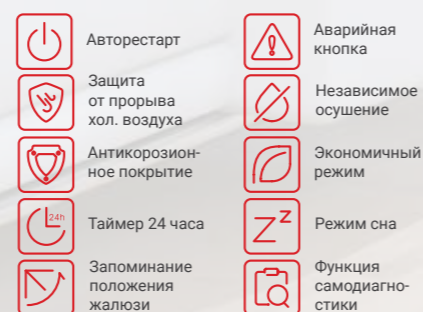 Авторестарт
Аварийная
кнопка
Защита
от прорыва
хол. воздуха
Независимое
осушение
Антикорозион-
ное покрытие
Экономичный
режим
24h
Таймер 24 часа
Z z
Режим сна
Запоминание
положения
жалюзи
Функция
самодиагно-
стики